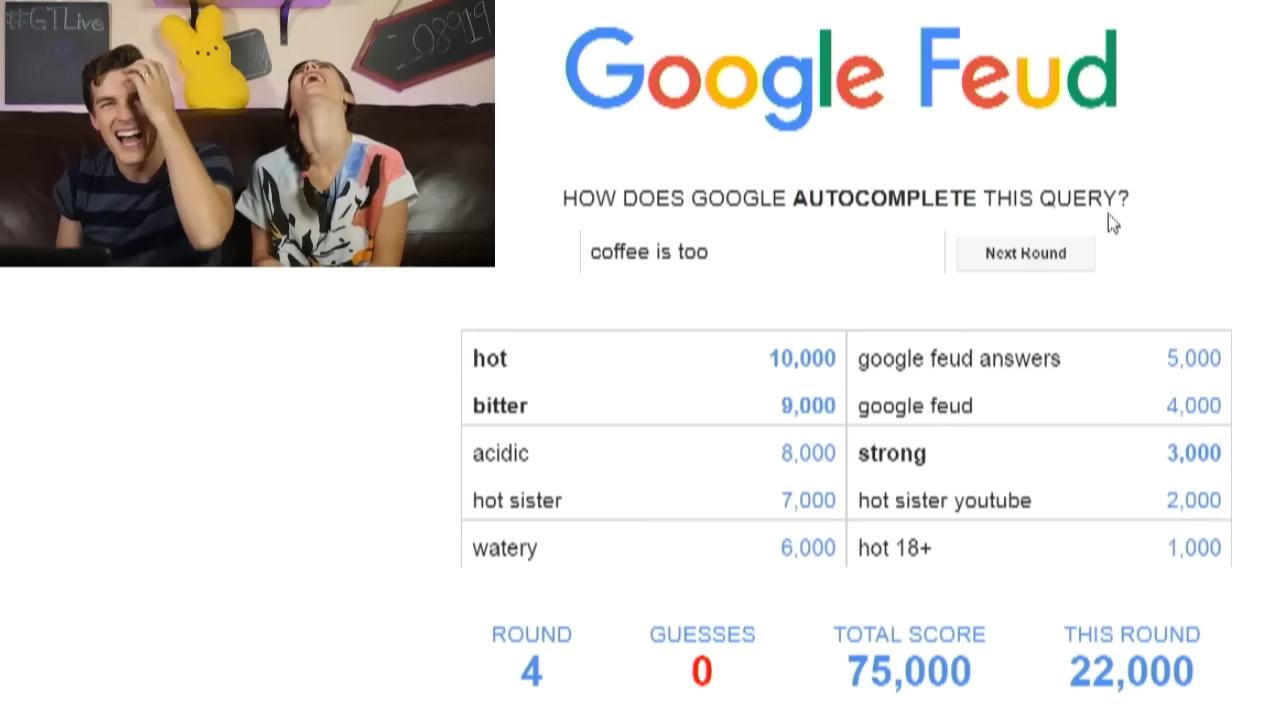 #GTLive
208919
Google Feud
HOW DOES GOOGLE AUTOCOMPLETE THIS QUERY?
coffee is too
Next Round
hot 10,000
bitter 9,000
acidic 8,000
hot sister 7,000
watery 6,000
google feud answers 5,000
google feud 4,000
strong 3,000
hot sister youtube 2,000
hot 18+ 1,000
ROUND
4
GUESSES
0
TOTAL SCORE
75,000
THIS ROUND
22,000